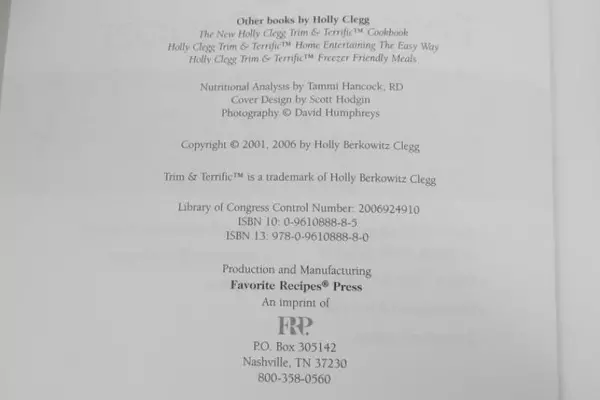 Other books by Holly Clegg
The New Holly Clegg Trim & Terrific™ Cookbook
Holly Clegg Trim & Terrific™ Home Entertaining The Easy Way
Holly Clegg Trim & Terrific™ Freezer Friendly Meals
Nutritional Analysis by Tammi Hancock, RD
Cover Design by Scott Hodgin
Photography © David Humphreys
Copyright © 2001, 2006 by Holly Berkowitz Clegg
Trim & Terrific™ is a trademark of Holly Berkowitz Clegg
Library of Congress Control Number: 2006924910
ISBN 10: 0-9610888-8-5
ISBN 13: 978-0-9610888-8-0
Production and Manufacturing
Favorite Recipes® Press
An imprint of
FRP
P.O. Box 305142
Nashville, TN 37230
800-358-0560